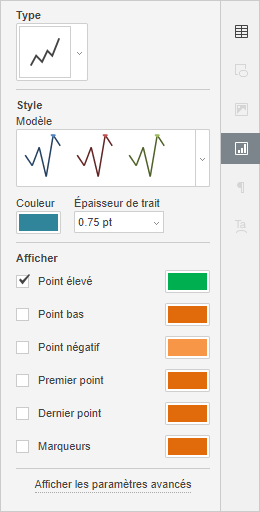 Type
Style
Modèle
Couleur Épaisseur de trait
0.75 pt
Afficher
Point élevé
Point bas
Point négatif
Premier point
Dernier point
Marqueurs
Afficher les paramètres avancés
Ta